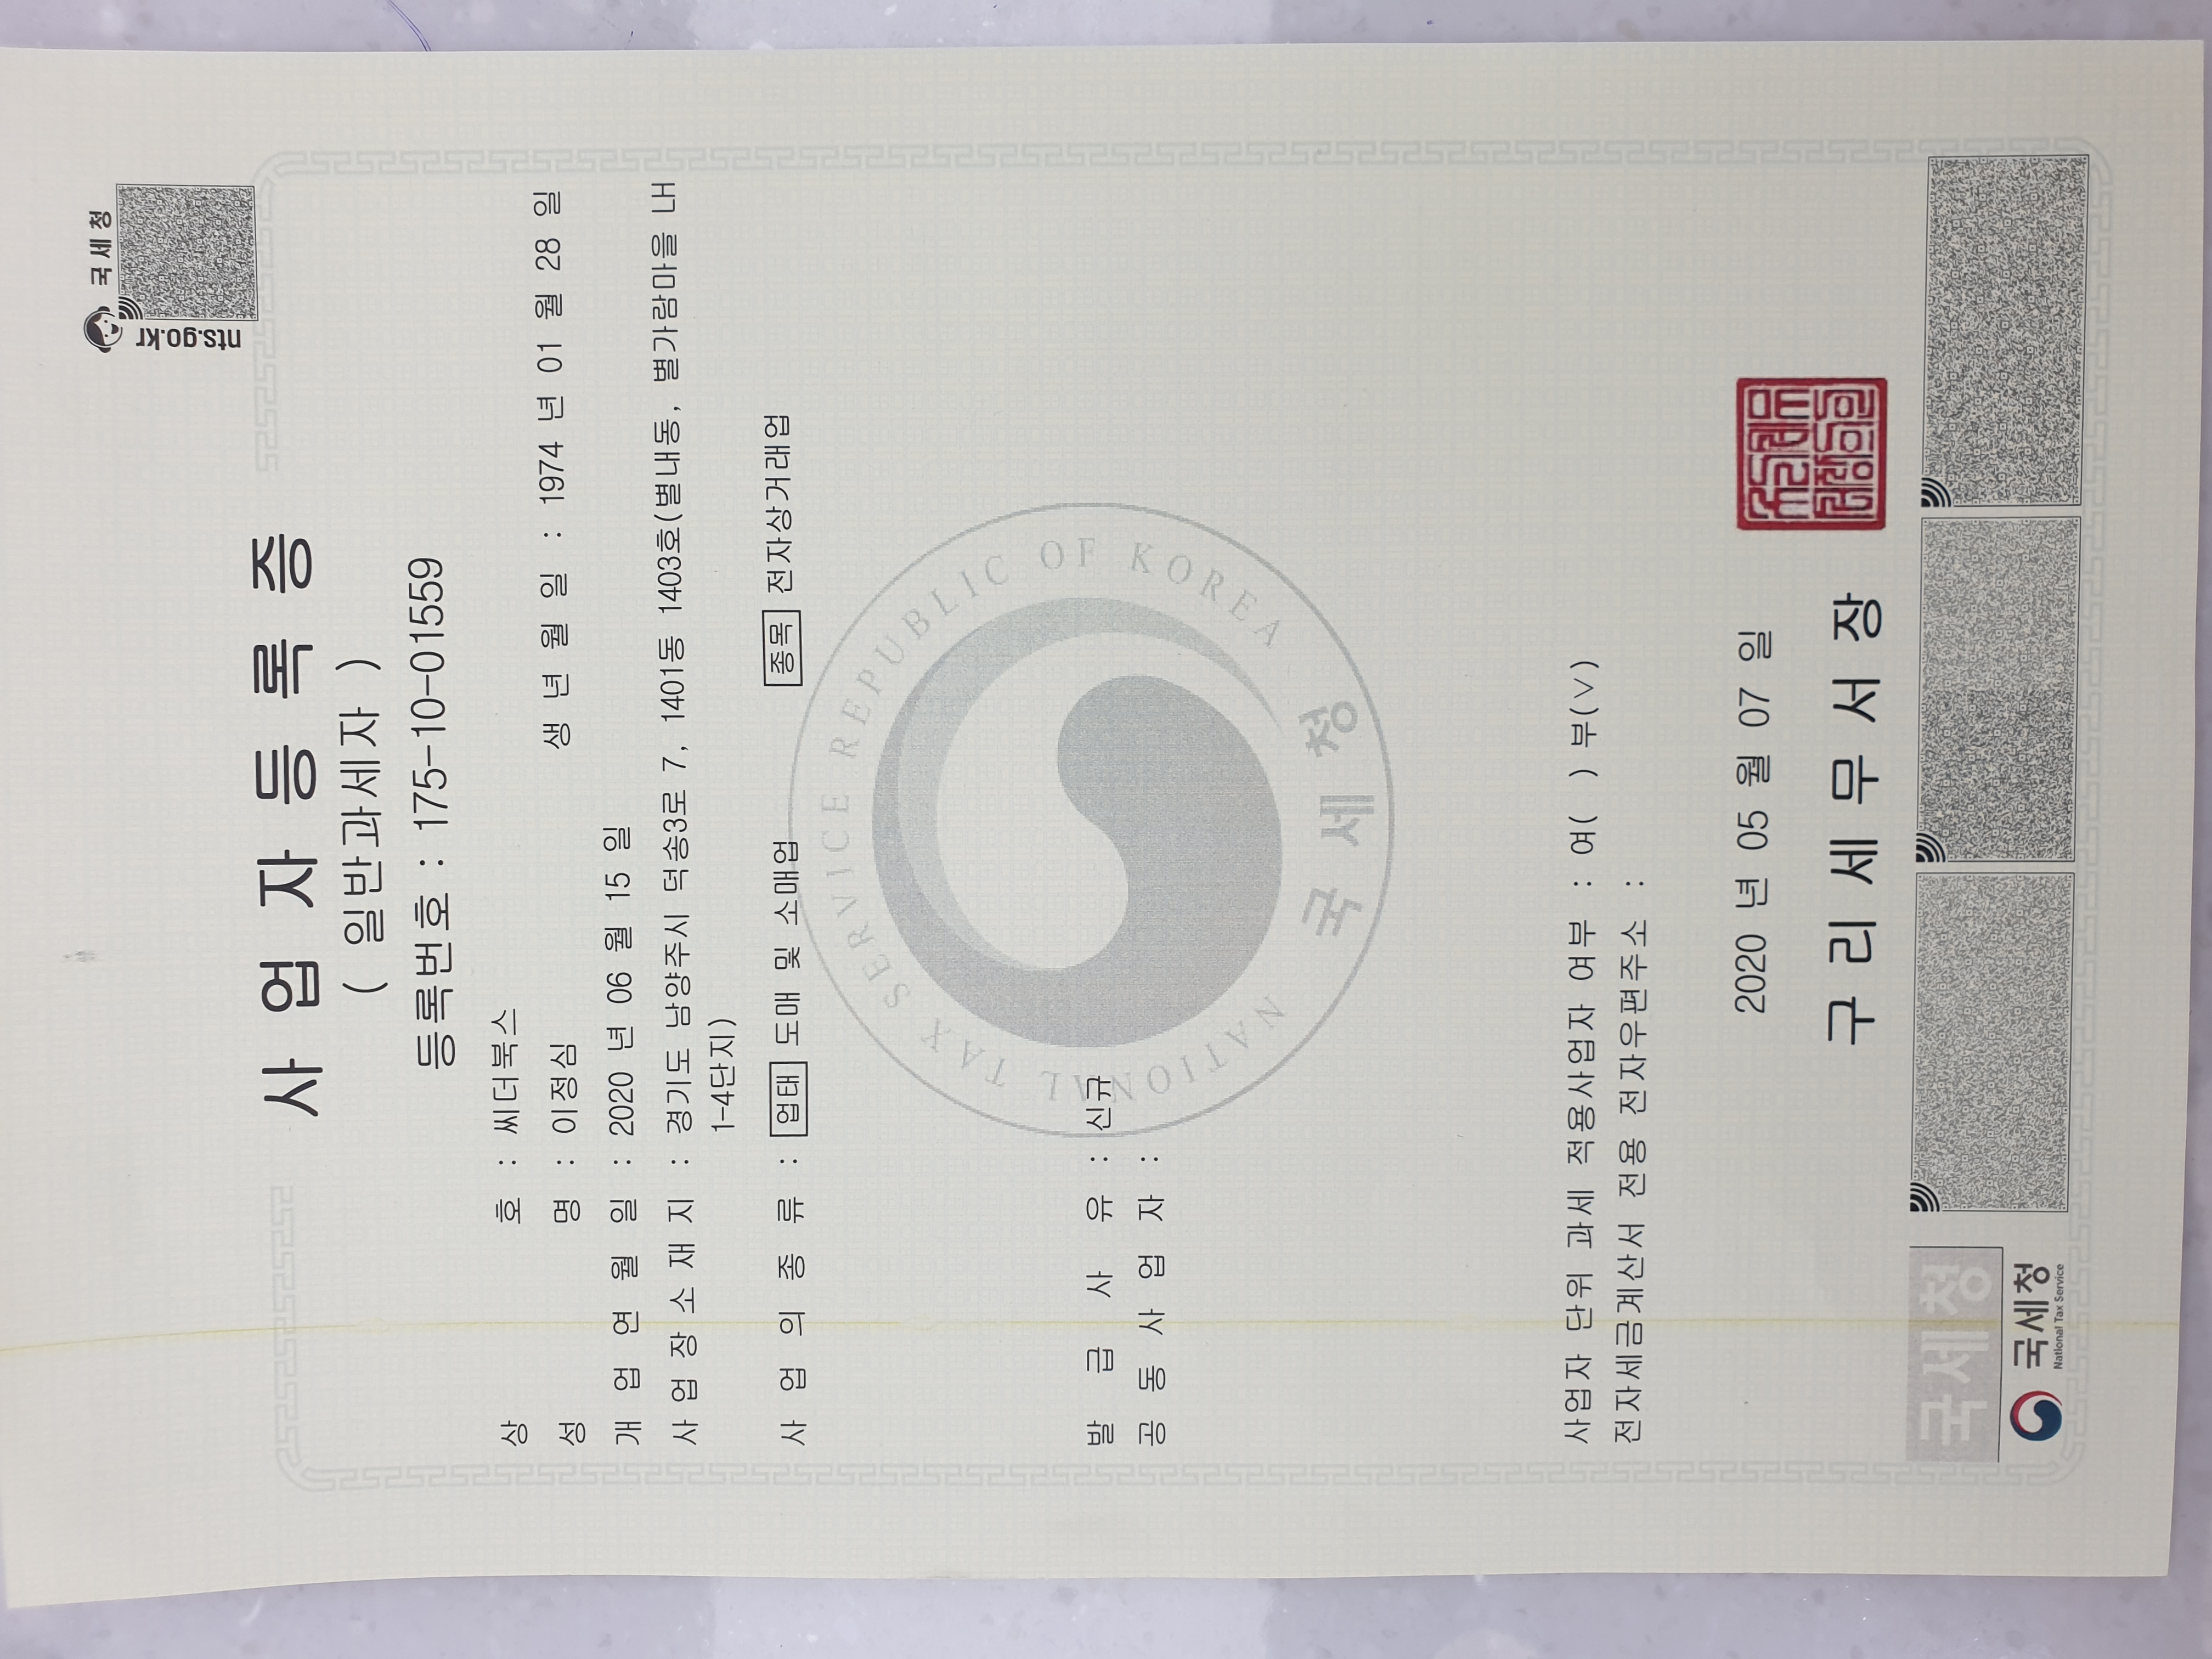 국세청
nts.go.kr
사 업 자 등 록 증
( 일반과세자 )
등록번호 : 175-10-01559
상 호 : 씨더북스
성 명 : 이정심 생 년 월 일 : 1974 년 01 월 28 일
개 업 연 월 일 : 2020 년 06 월 15 일
사 업 장 소 재 지 : 경기도 남양주시 덕송3로 7, 1401동 1403호(별내동, 별가람마을 내
1-4단지)
사 업 의 종 류 : 업태 도매 및 소매업 종목 전자상거래업
NATIONAL TAX SERVICE REPUBLIC OF KOREA
국세청
발 급 사 유 : 신규
공 동 사 업 자 :
사업자 단위 과세 적용사업자 여부 : 여( ) 부(∨)
전자세금계산서 전용 전자우편주소 :
2020 년 05 월 07 일
구 리 세 무 서 장
국세청
국세청
National Tax Service